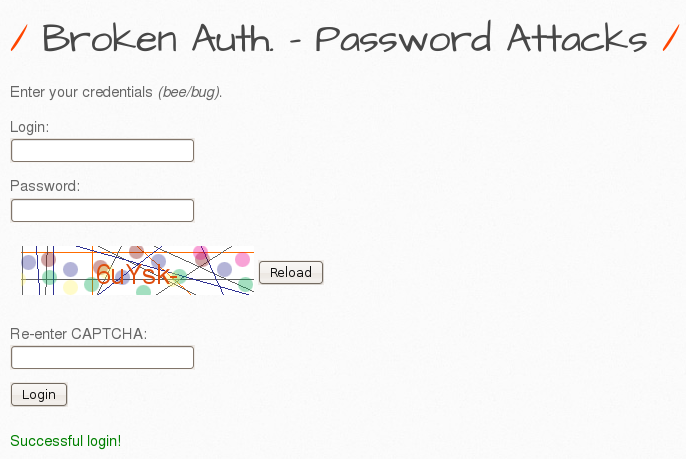 / Broken Auth. - Password Attacks /
Enter your credentials (bee/bug).
Login:
Password:
6uYsk-
Reload
Re-enter CAPTCHA:
Login
Successful login!